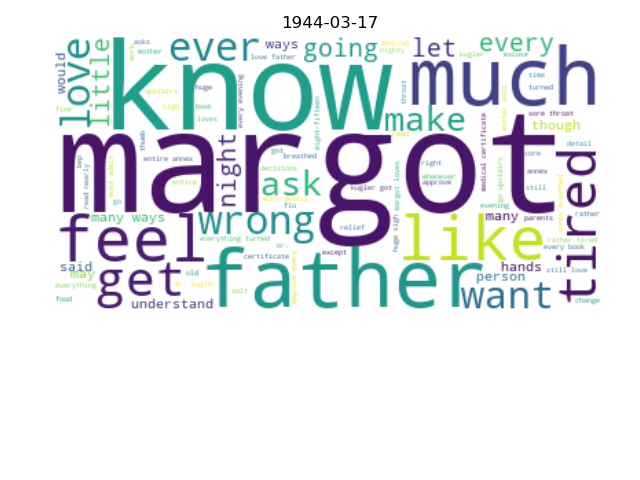 1944-03-17
love
little
would
know
ever
ways
going
let
every
much
make
though
margot
night
ask
tired
feel
wrong
like
many ways
many
get
father
want
said
may
understand
hands
person
love father
mother
upstairs
sigh
book
loves
huge
every evening
eight-fifteen
throat
kugler
excuse
time
turned
sore throat
detail
medical certificate
entire annex
entire
decisions
got
breathed
kugler got
margot loves
right
whenever
approve
flu
relief
everything turned
mr.
certificate
except
huge sigh
old
mr. kugler
salt
everything
food
fine
thumb
bep
read nearly
go
sore
annex
still
parents
rather
evening
rather tired
every book
still love
change
go upstairs